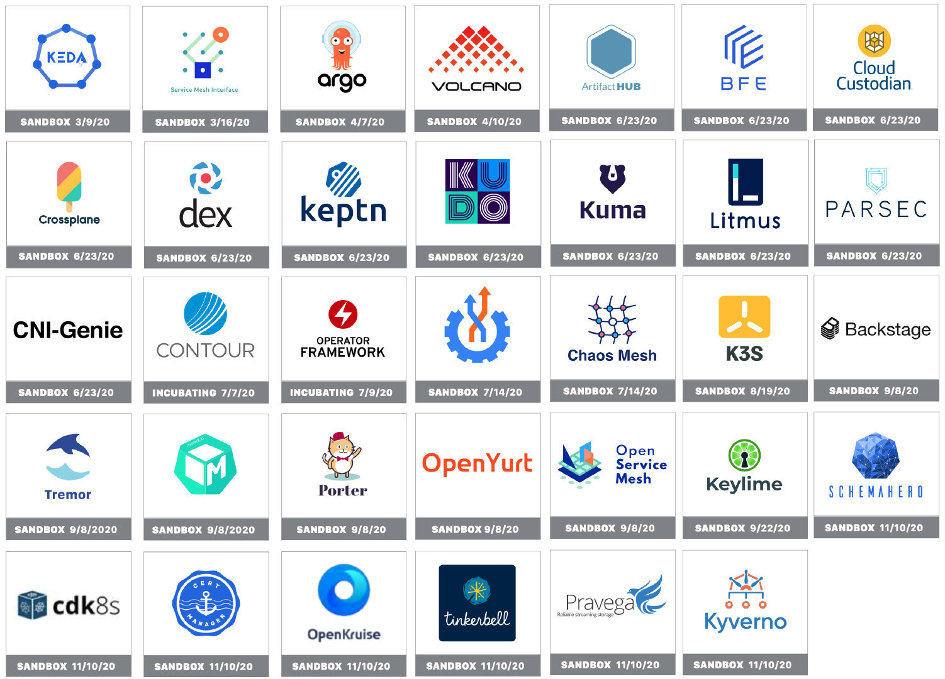 KEDA
SANDBOX 3/9/20
Service Mesh Interface
SANDBOX 3/16/20
argo
SANDBOX 4/7/20
VOLCANO
SANDBOX 4/10/20
Artifact HUB
SANDBOX 6/23/20
BFE
SANDBOX 6/23/20
Cloud
Custodian
SANDBOX 6/23/20
Crossplane
SANDBOX 6/23/20
dex
SANDBOX 6/23/20
keptn
SANDBOX 6/23/20
KU
DO
SANDBOX 6/23/20
Kuma
SANDBOX 6/23/20
Litmus
SANDBOX 6/23/20
PARSEC
SANDBOX 6/23/20
CNI-Genie
SANDBOX 6/23/20
CONTOUR
INCUBATING 7/7/20
OPERATOR
FRAMEWORK
INCUBATING 7/9/20
SANDBOX 7/14/20
Chaos Mesh
SANDBOX 7/14/20
K3S
SANDBOX 8/19/20
Backstage
SANDBOX 9/8/20
Tremor
SANDBOX 9/8/2020
M
SANDBOX 9/8/2020
Porter
SANDBOX 9/8/20
OpenYurt
SANDBOX 9/8/20
Open
Service
Mesh
SANDBOX 9/8/20
Keylime
SANDBOX 9/22/20
SCHEMAHERO
SANDBOX 11/10/20
cdk8s
SANDBOX 11/10/20
CERT
MANAGER
SANDBOX 11/10/20
OpenKruise
SANDBOX 11/10/20
tinkerbell
SANDBOX 11/10/20
Pravega
Reliable streaming storage
SANDBOX 11/10/20
Kyverno
SANDBOX 11/10/20